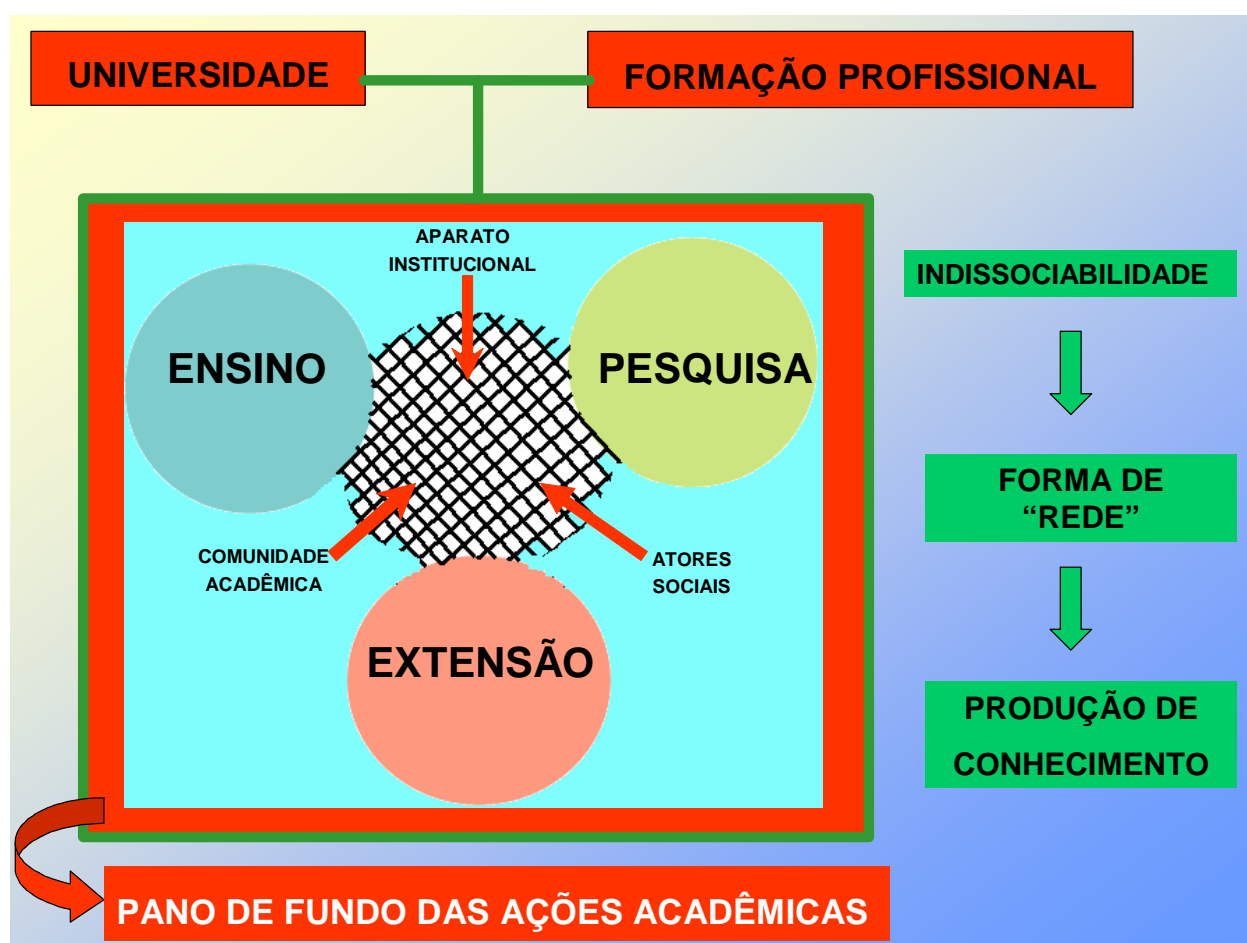 UNIVERSIDADE
FORMAÇÃO PROFISSIONAL
APARATO
INSTITUCIONAL
ENSINO
PESQUISA
COMUNIDADE
ACADÊMICA
ATORES
SOCIAIS
EXTENSÃO
INDISSOCIABILIDADE
FORMA DE
“REDE”
PRODUÇÃO DE
CONHECIMENTO
PANO DE FUNDO DAS AÇÕES ACADÊMICAS